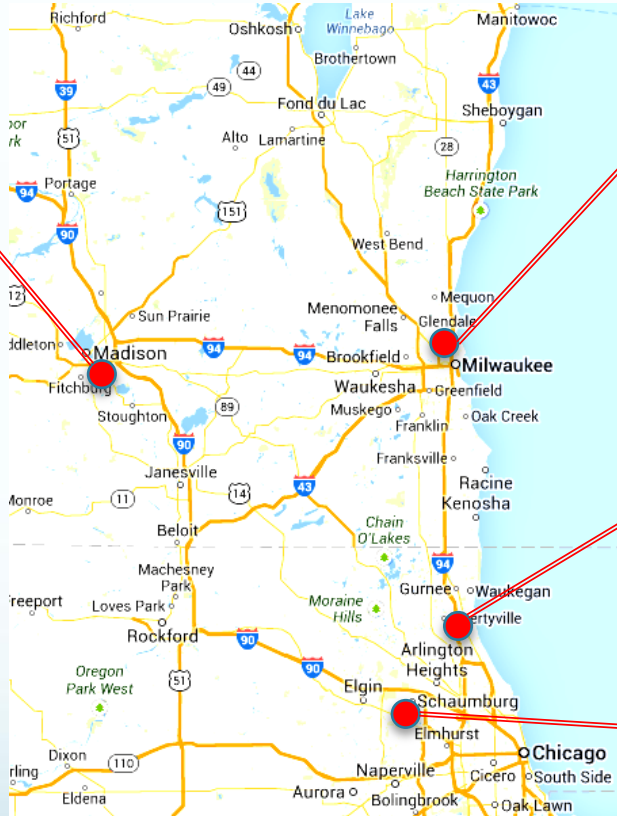 Richford
Oshkosh
Lake
Winnebago
Manitowoc
Brothertown
44
39
49
43
Fond du Lac
Sheboygan
51
Alto
Lamartine
28
Harrington
Beach State Park
94
Portage
151
90
West Bend
12
Mequon
Sun Prairie
Menomonee
Falls
Glendale
Madison
94
94
Brookfield
Milwaukee
Fitchburg
Waukesha
Greenfield
Stoughton
89
Muskego
Oak Creek
Franklin
90
Franksville
Janesville
Racine
43
14
11
Monroe
Kenosha
Beloit
Chain
O'Lakes
94
Machesney
Park
Gurnee
Waukegan
Freeport
Loves Park
Moraine
Hills
ertyville
Rockford
90
Arlington
Heights
90
Oregon
Park West
51
Elgin
Schaumburg
Elmhurst
Dixon
110
Chicago
Naperville
Cicero
South Side
rling
Eldena
Aurora
Bolingbrook
Oak Lawn